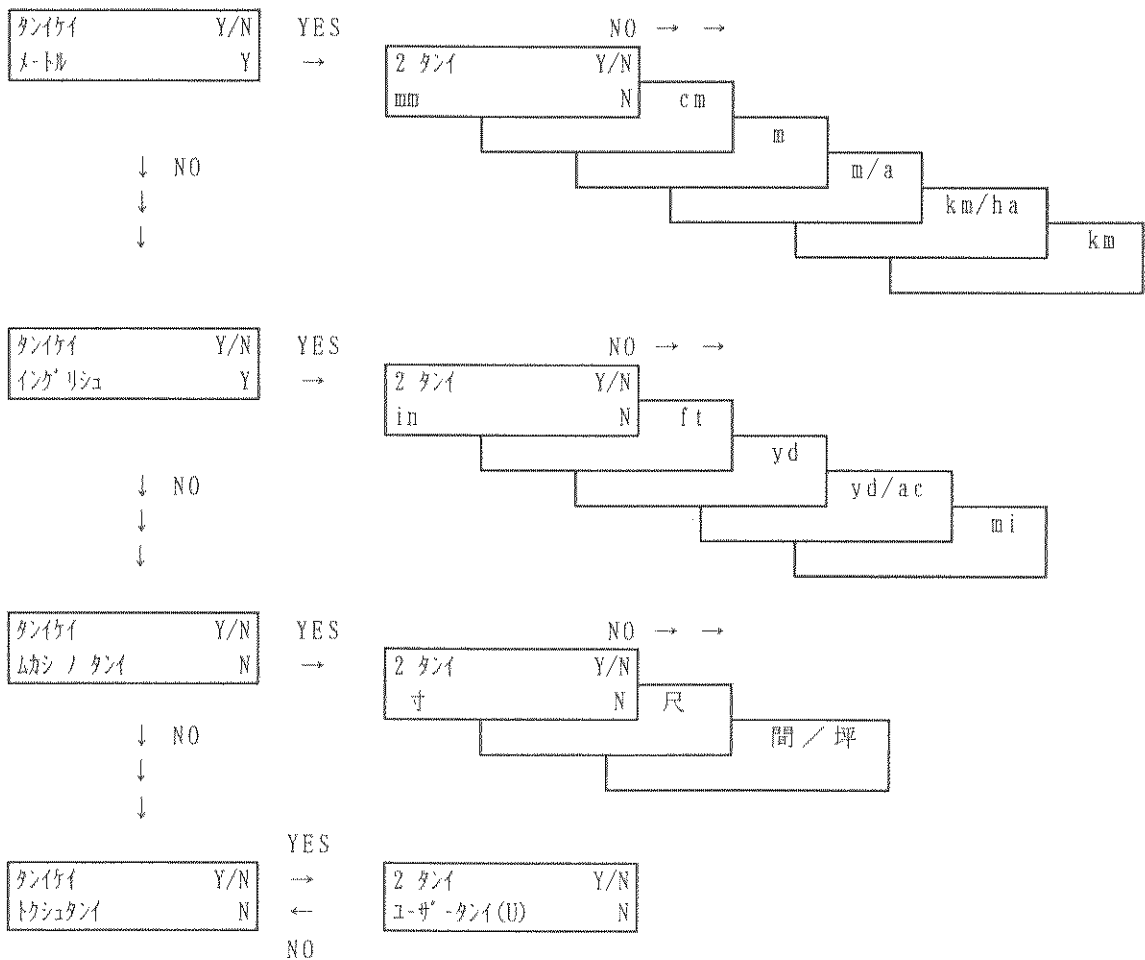 タンイケイ Y/N YES NO → →
メートル Y → 2 タンイ Y/N
mm N cm
m
↓ NO m/a
↓ km/ha
↓ km
タンイケイ Y/N YES NO → →
イングリシュ Y → 2 タンイ Y/N
in N ft
yd
↓ NO yd/ac
↓ mi
↓
タンイケイ Y/N YES NO → →
ムカシ ノ タンイ N → 2 タンイ Y/N
寸 N 尺
↓ NO 間/坪
↓
↓
YES
タンイケイ Y/N → 2 タンイ Y/N
トクシュタンイ N ← ユーザータンイ(U) N
NO